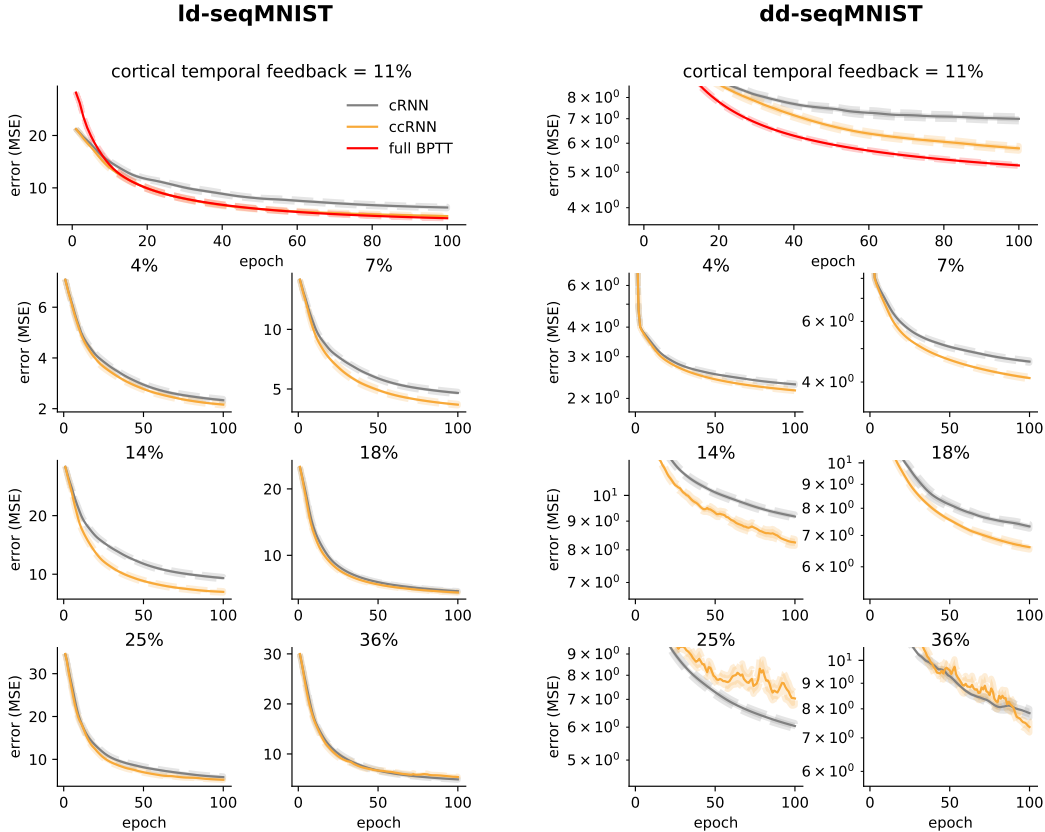 ld-seqMNIST
dd-seqMNIST
cortical temporal feedback = 11%
error (MSE)
20
10
cRNN
ccRNN
full BPTT
0 20 40 60 80 100
epoch
cortical temporal feedback = 11%
error (MSE)
8 × 10⁰
7 × 10⁰
6 × 10⁰
5 × 10⁰
4 × 10⁰
0 20 40 60 80 100
epoch
4%
error (MSE)
6
4
2
0 50 100
7%
10
5
0 50 100
4%
error (MSE)
6 × 10⁰
4 × 10⁰
3 × 10⁰
2 × 10⁰
0 50 100
7%
6 × 10⁰
4 × 10⁰
0 50 100
14%
error (MSE)
20
10
0 50 100
18%
20
10
0 50 100
14%
error (MSE)
10¹
9 × 10⁰
8 × 10⁰
7 × 10⁰
0 50 100
18%
10¹
9 × 10⁰
8 × 10⁰
7 × 10⁰
6 × 10⁰
0 50 100
25%
error (MSE)
30
20
10
0 50 100
epoch
36%
30
20
10
0 50 100
epoch
25%
error (MSE)
9 × 10⁰
8 × 10⁰
7 × 10⁰
6 × 10⁰
5 × 10⁰
0 50 100
epoch
36%
10¹
9 × 10⁰
8 × 10⁰
7 × 10⁰
6 × 10⁰
0 50 100
epoch